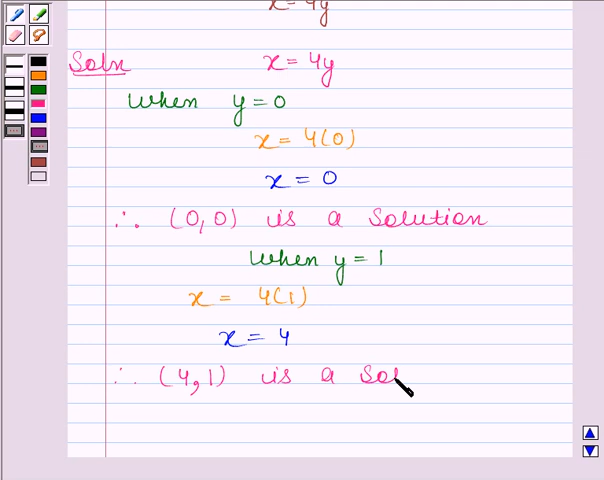 x = 4y
Soln x = 4y
When y = 0
x = 4(0)
x = 0
∴ (0,0) is a Solution
When y = 1
x = 4(1)
x = 4
∴ (4,1) is a Sol